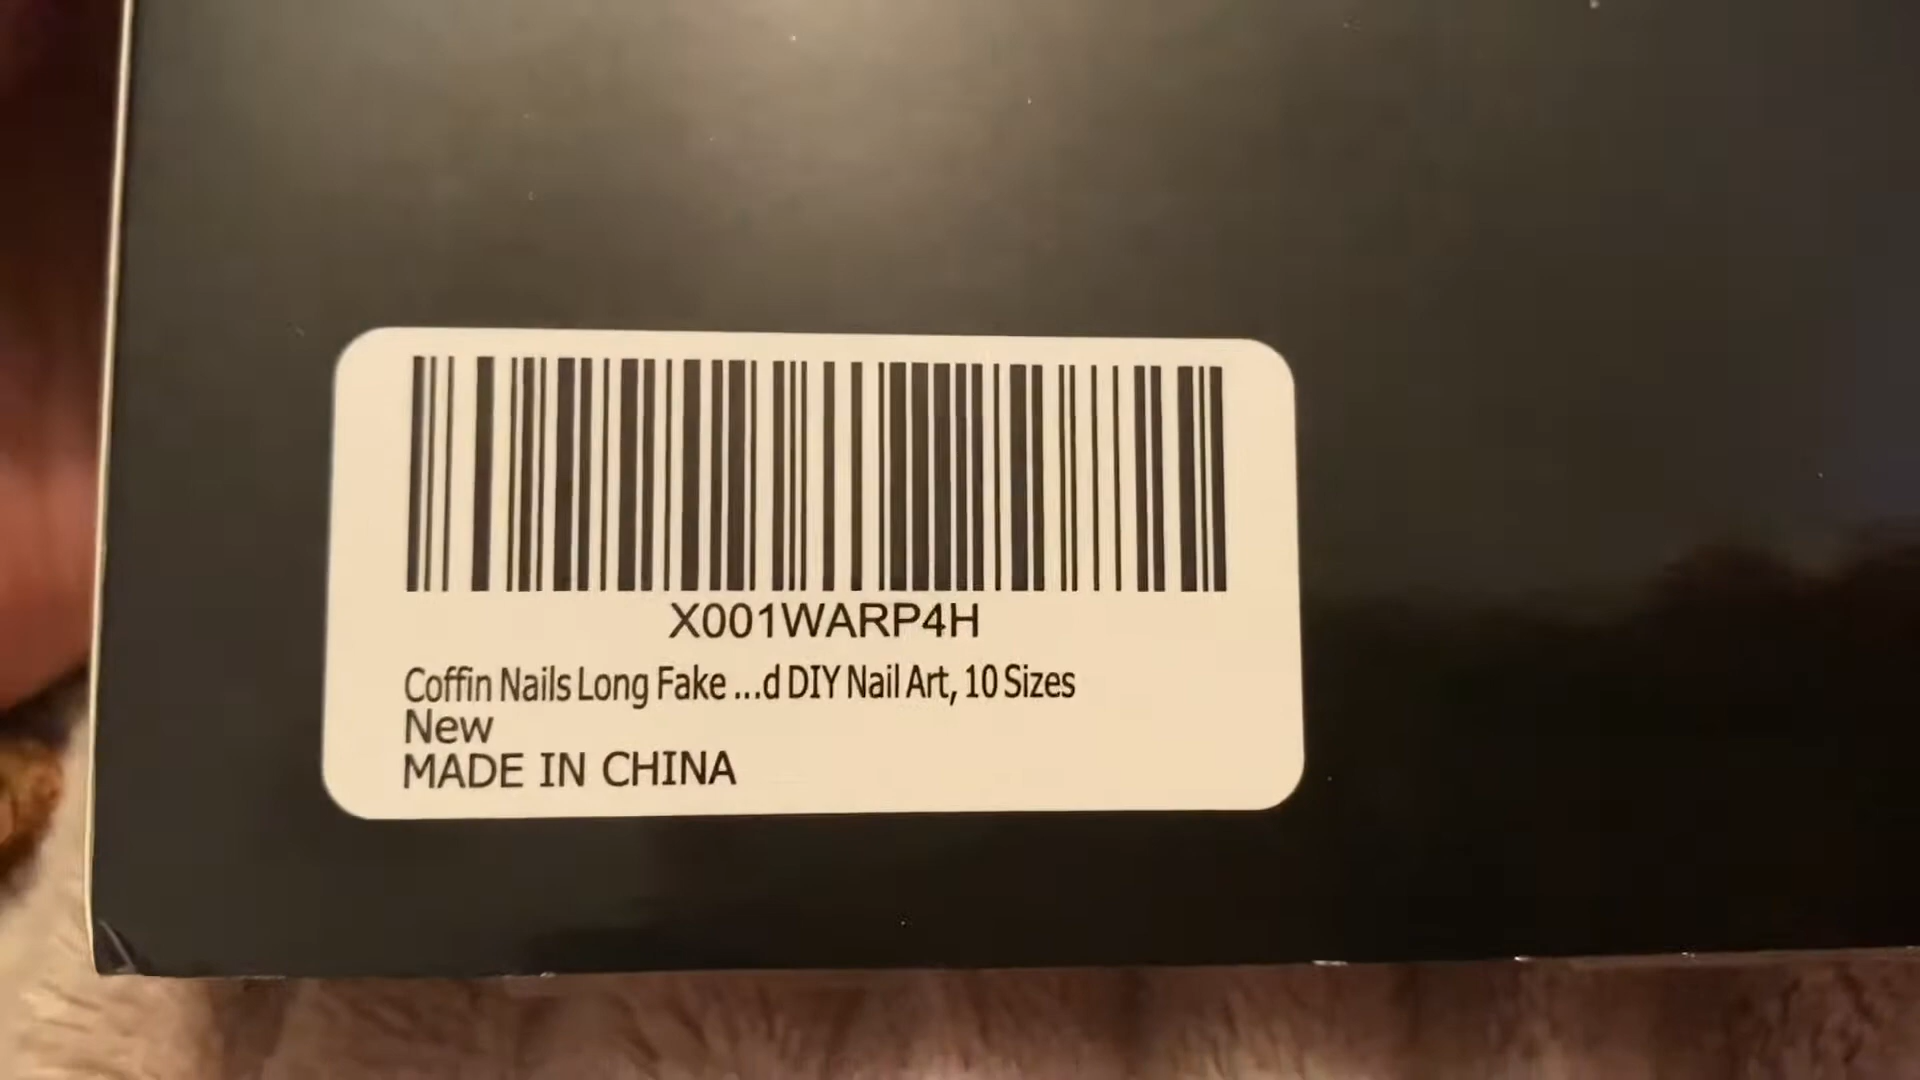 X001WARP4H
Coffin Nails Long Fake ...d DIY Nail Art, 10 Sizes
New
MADE IN CHINA